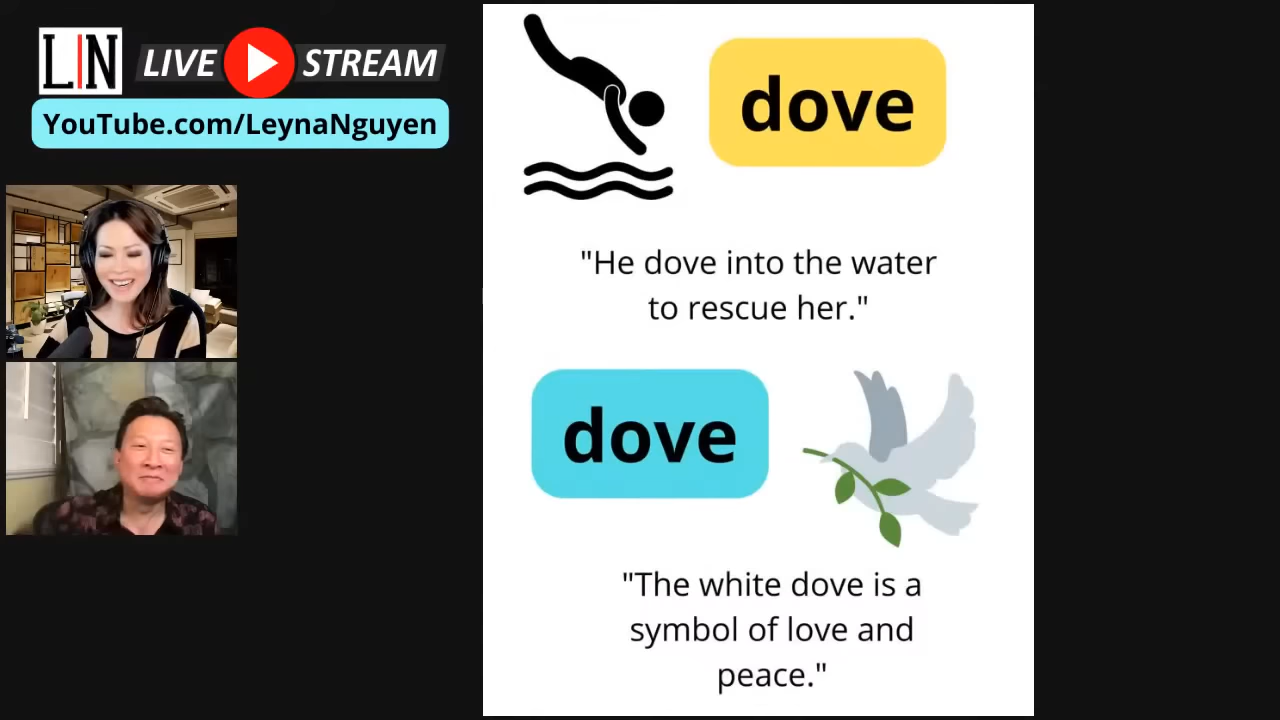 LIN LIVE STREAM
YouTube.com/LeynaNguyen
dove
"He dove into the water
to rescue her."
dove
"The white dove is a
symbol of love and
peace."